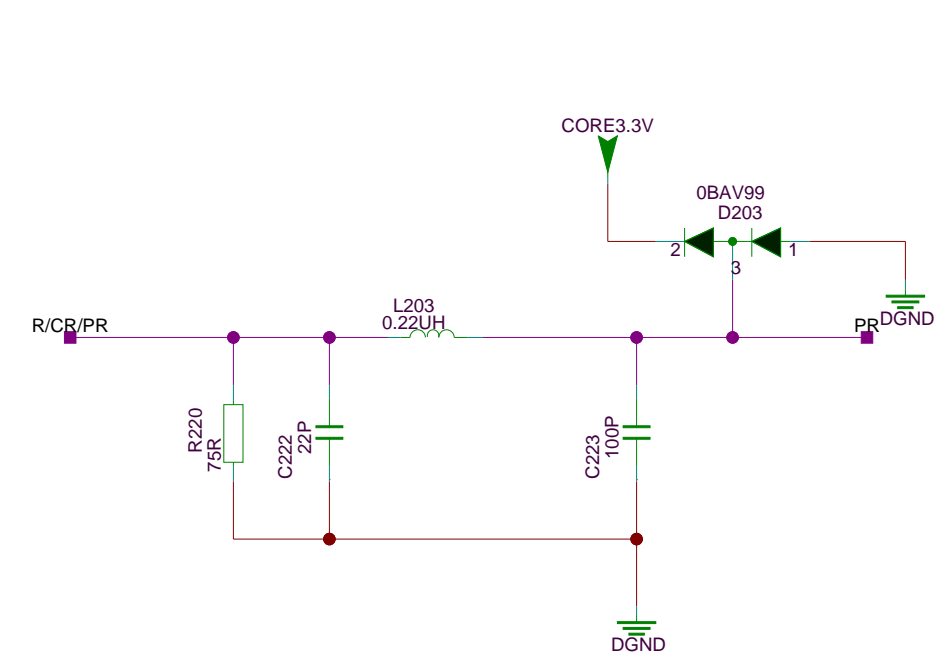 CORE3.3V
0BAV99
D203
2
1
3
L203
0.22UH
R/CR/PR
PR
DGND
R220
75R
C222
22P
C223
100P
DGND